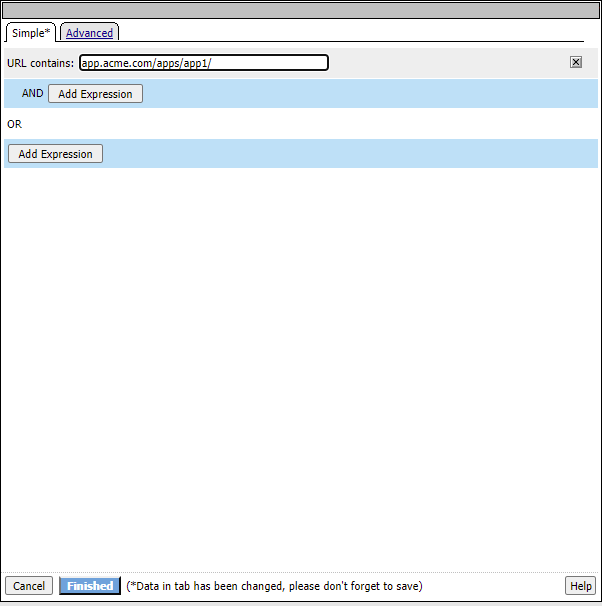 Simple* Advanced
URL contains: app.acme.com/apps/app1/
AND Add Expression
OR
Add Expression
Cancel Finished (*Data in tab has been changed, please don't forget to save) Help